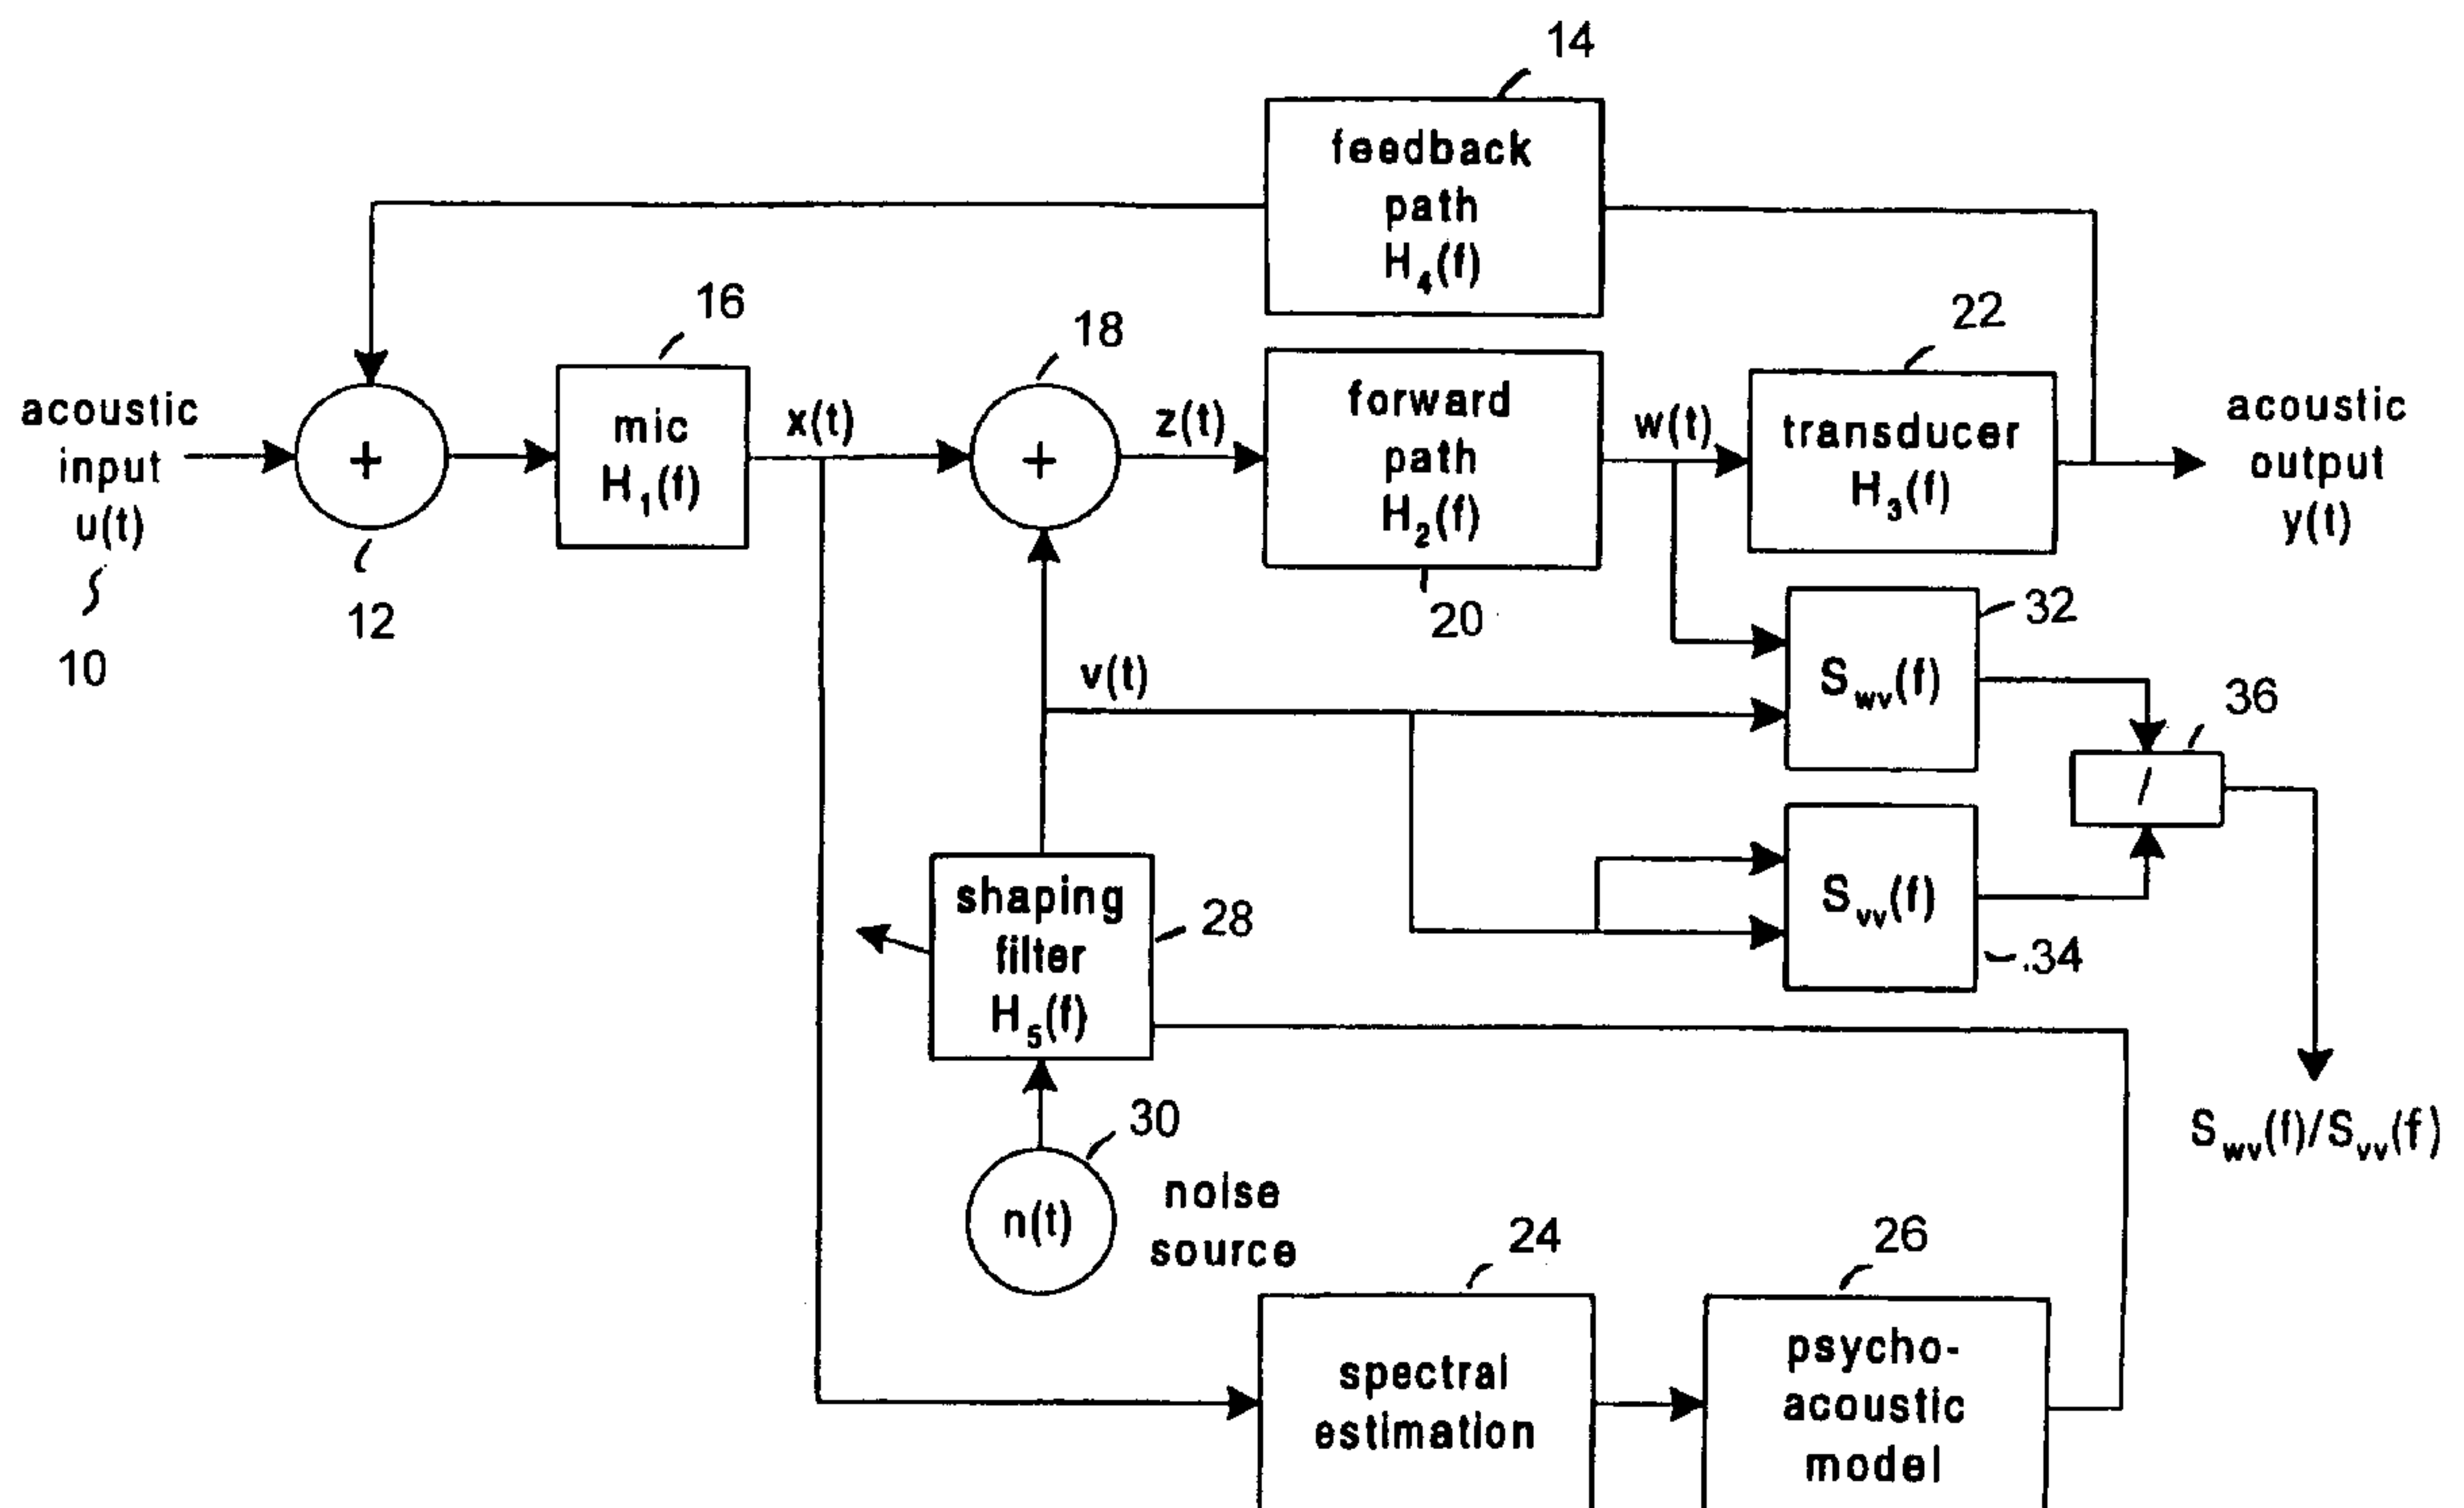 14
feedback
path
H4(f)
16
18
22
acoustic
input
u(t)
10
+
12
mic
H1(f)
x(t)
+
z(t)
forward
path
H2(f)
20
w(t)
transducer
H3(f)
acoustic
output
y(t)
32
Swv(f)
v(t)
36
/
Svv(f)
34
shaping
filter
H5(f)
28
Swv(f)/Svv(f)
30
n(t)
noise
source
24
spectral
estimation
26
psycho-
acoustic
model